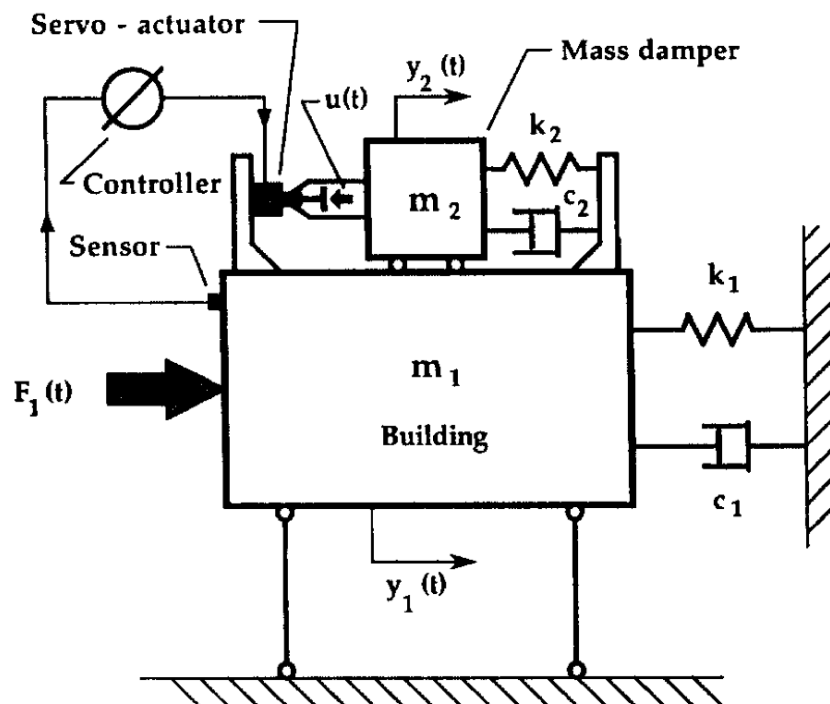 Servo - actuator
y₂ (t)
Mass damper
u(t)
k₂
Controller
m₂
c₂
Sensor
k₁
m₁
F₁ (t)
Building
c₁
y₁ (t)